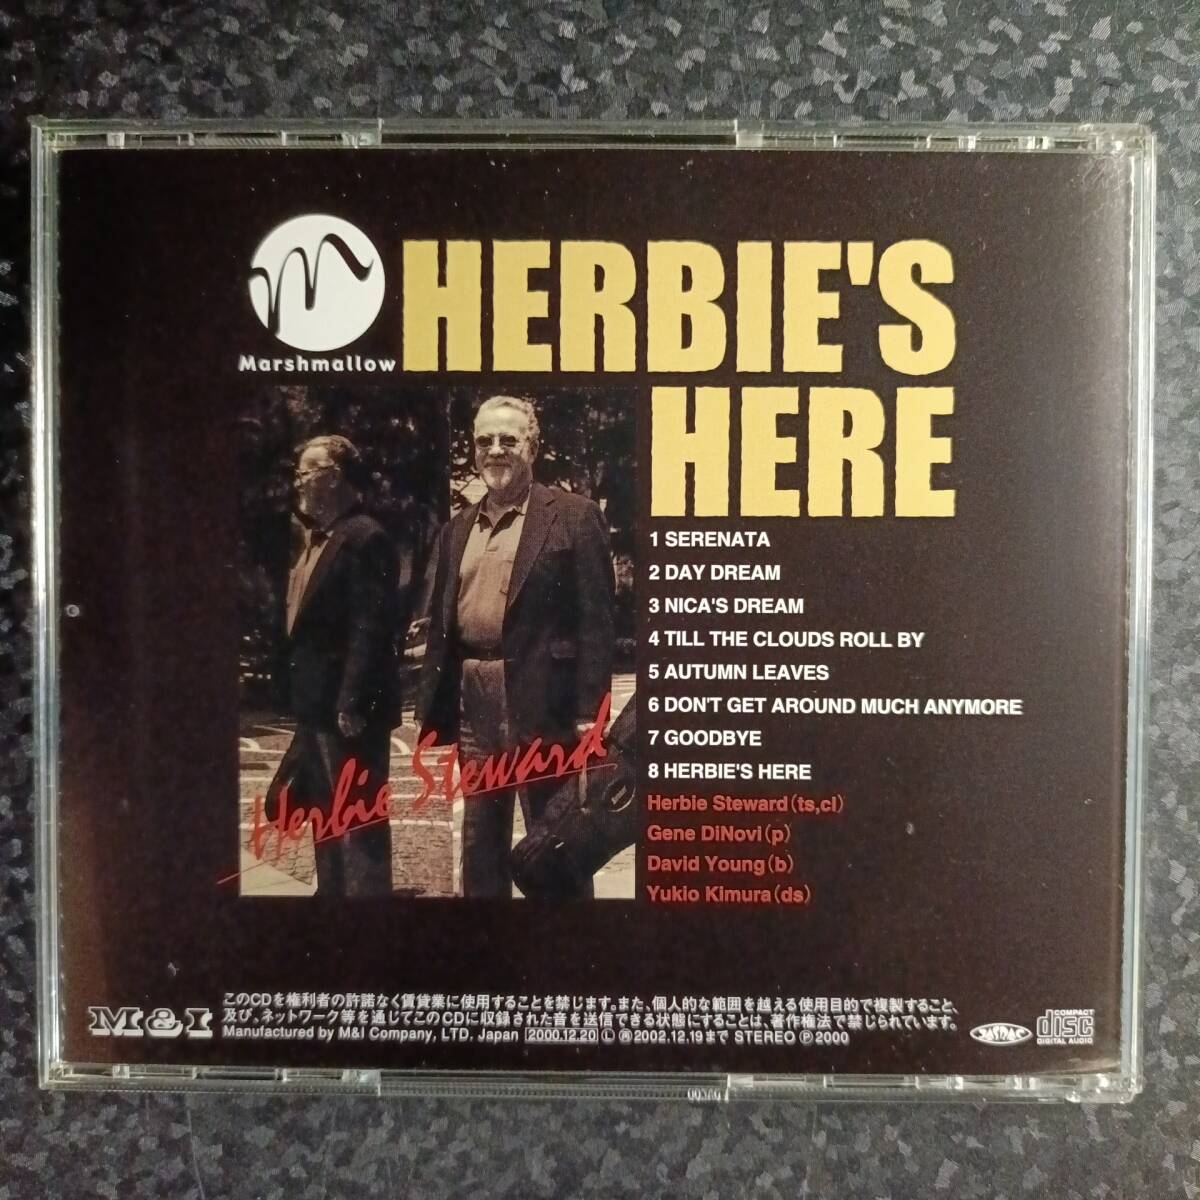 Marshmallow
HERBIE'S
HERE
1 SERENATA
2 DAY DREAM
3 NICA'S DREAM
4 TILL THE CLOUDS ROLL BY
5 AUTUMN LEAVES
6 DON'T GET AROUND MUCH ANYMORE
7 GOODBYE
8 HERBIE'S HERE
Herbie Steward(ts,cl)
Gene DiNovi(p)
David Young(b)
Yukio Kimura(ds)
Herbie Steward
M&I
このCDを権利者の許諾なく賃貸業に使用することを禁じます。また、個人的な範囲を越える使用目的で複製すること、
及び、ネットワーク等を通じてこのCDに収録された音を送信できる状態にすることは、著作権法で禁じられています。
Manufactured by M&I Company, LTD. Japan 2000.12.20 Ⓛ Ⓡ 2002.12.19まで STEREO Ⓟ2000
JASRAC
COMPACT
disc
DIGITAL AUDIO